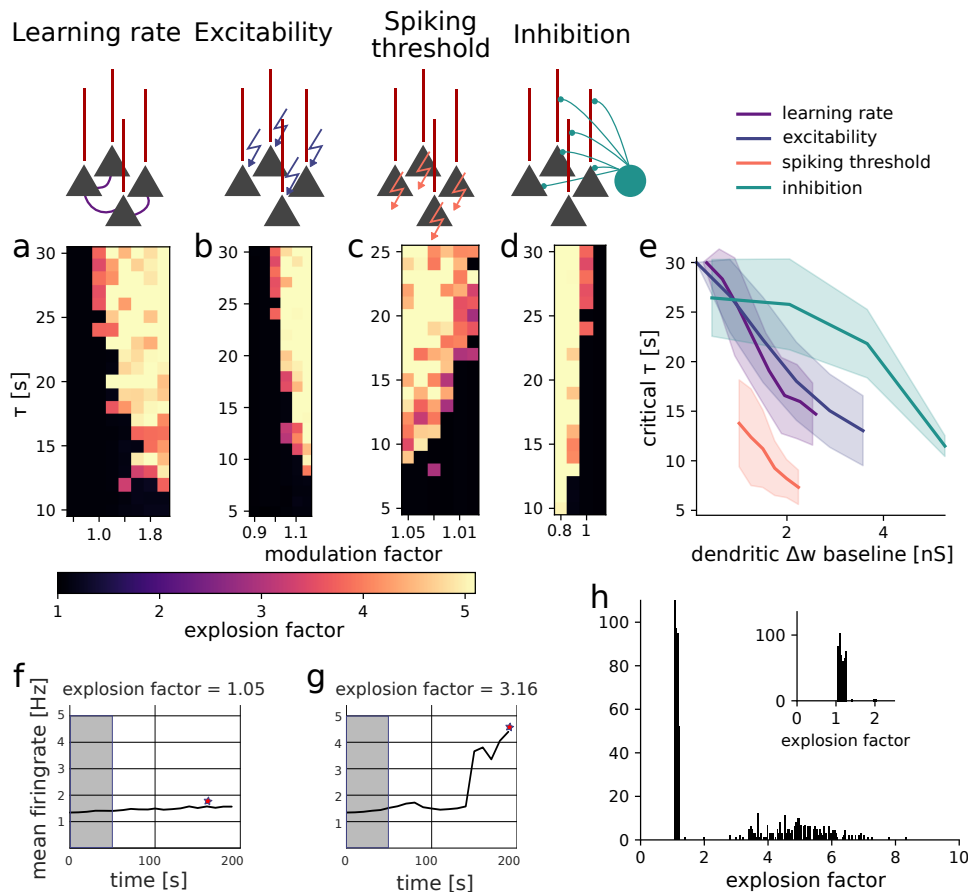 Learning rate
Excitability
Spiking
threshold
Inhibition
learning rate
excitability
spiking threshold
inhibition
a
b
c
d
e
30
25
20
15
10
τ [s]
1.0 1.8
30
25
20
15
10
5
0.9 1.1
25
20
15
10
5
1.05 1.01
30
25
20
15
10
0.8 1
modulation factor
critical τ [s]
30
25
20
15
10
5
2 4
dendritic Δw baseline [nS]
1 2 3 4 5
explosion factor
f
explosion factor = 1.05
mean firingrate [Hz]
5
4
3
2
1
0 100 200
time [s]
g
explosion factor = 3.16
5
4
3
2
1
0 100 200
time [s]
h
100
80
60
40
20
0
0 2 4 6 8 10
explosion factor
100
0
0 1 2
explosion factor